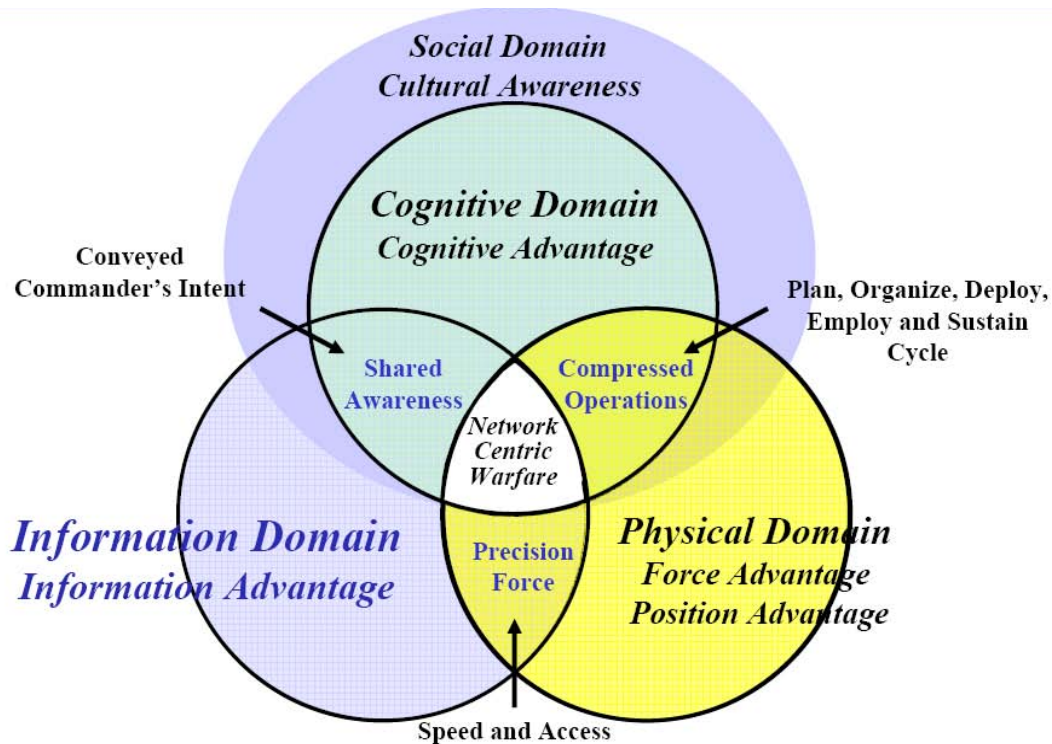 Social Domain
Cultural Awareness
Cognitive Domain
Cognitive Advantage
Conveyed
Commander's Intent
Plan, Organize, Deploy,
Employ and Sustain
Cycle
Shared
Awareness
Compressed
Operations
Network
Centric
Warfare
Information Domain
Information Advantage
Precision
Force
Physical Domain
Force Advantage
Position Advantage
Speed and Access